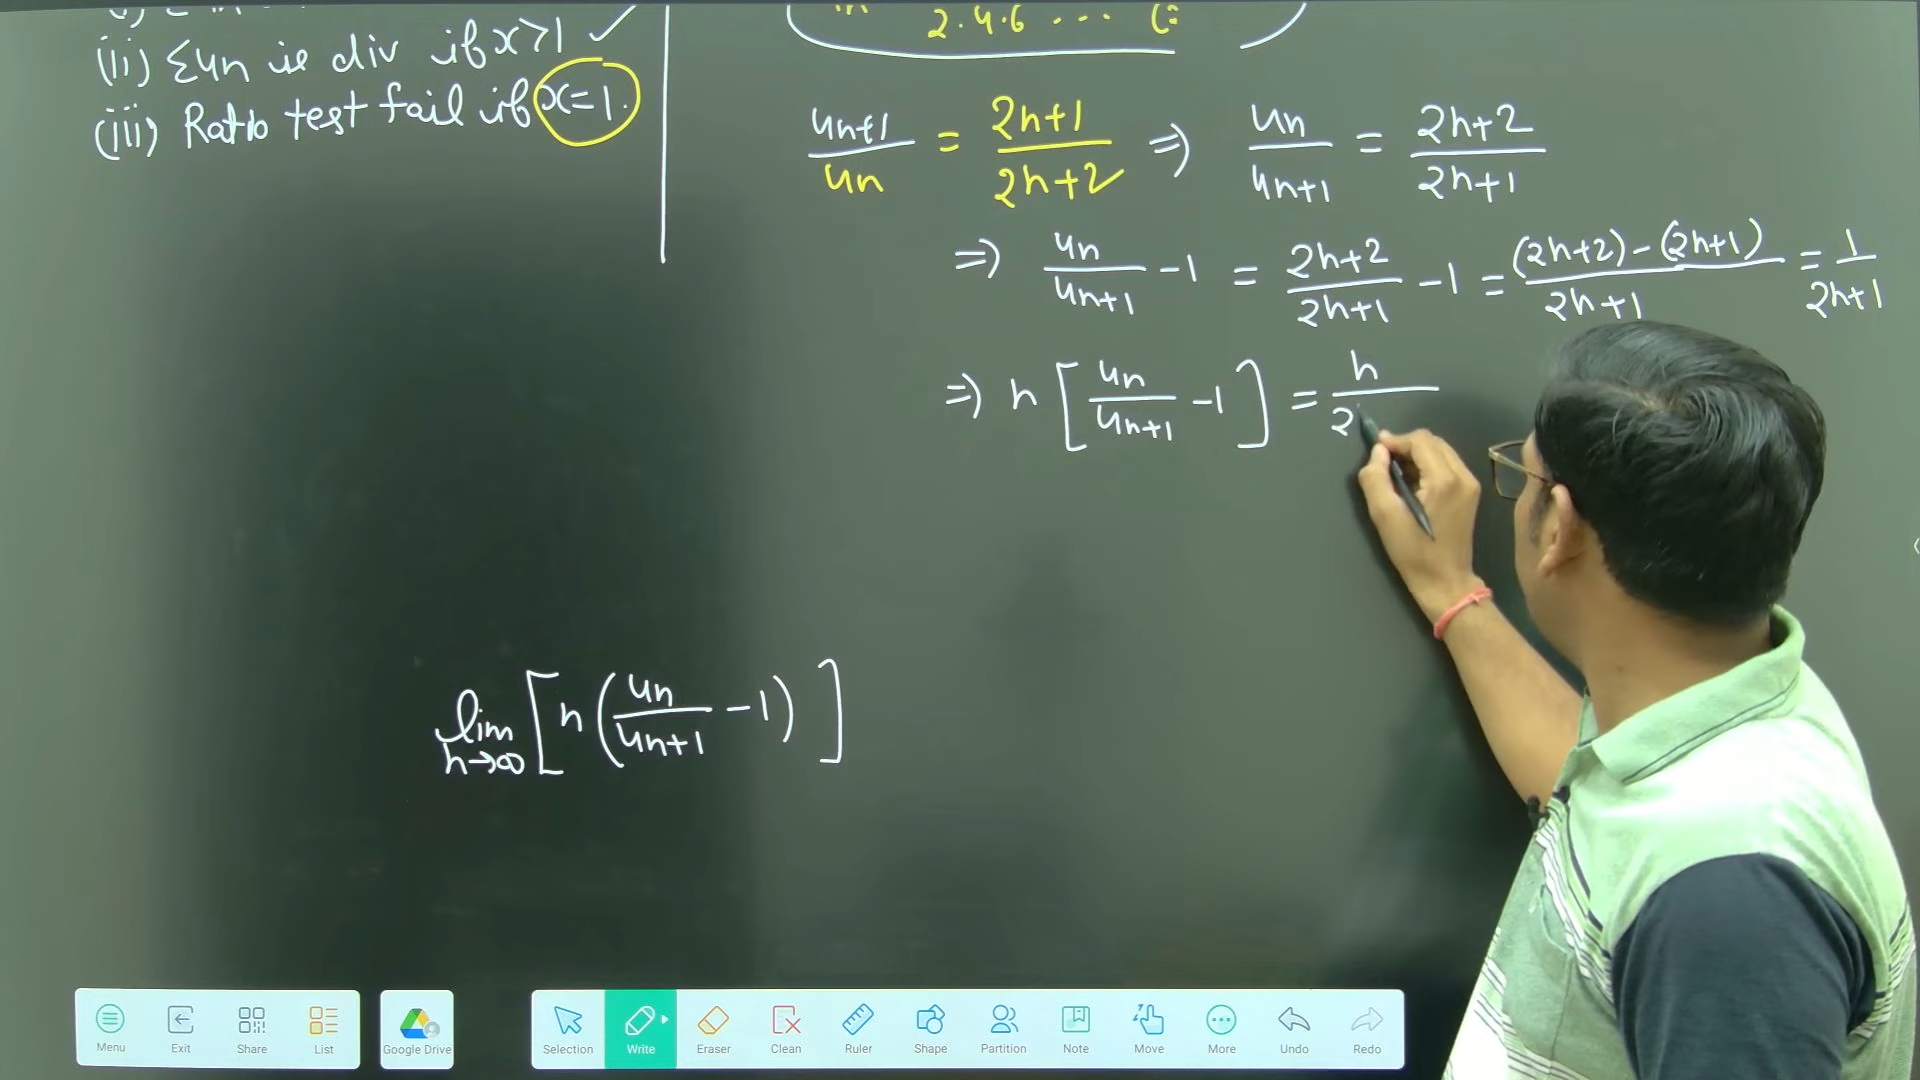 (ii) Σun is div if x>1 ✓
(iii) Ratio test fail if x=1.
2.4.6 ...
un+1/un = 2n+1/2n+2 ⇒ un/un+1 = 2n+2/2n+1
⇒ un/un+1 -1 = 2n+2/2n+1 -1 = (2n+2)-(2n+1)/2n+1 = 1/2n+1
⇒ n[un/un+1 -1] = n/2
lim n→∞ [n(un/un+1 -1)]
Menu Exit Share List Google Drive Selection Write Eraser Clean Ruler Shape Partition Note Move More Undo Redo